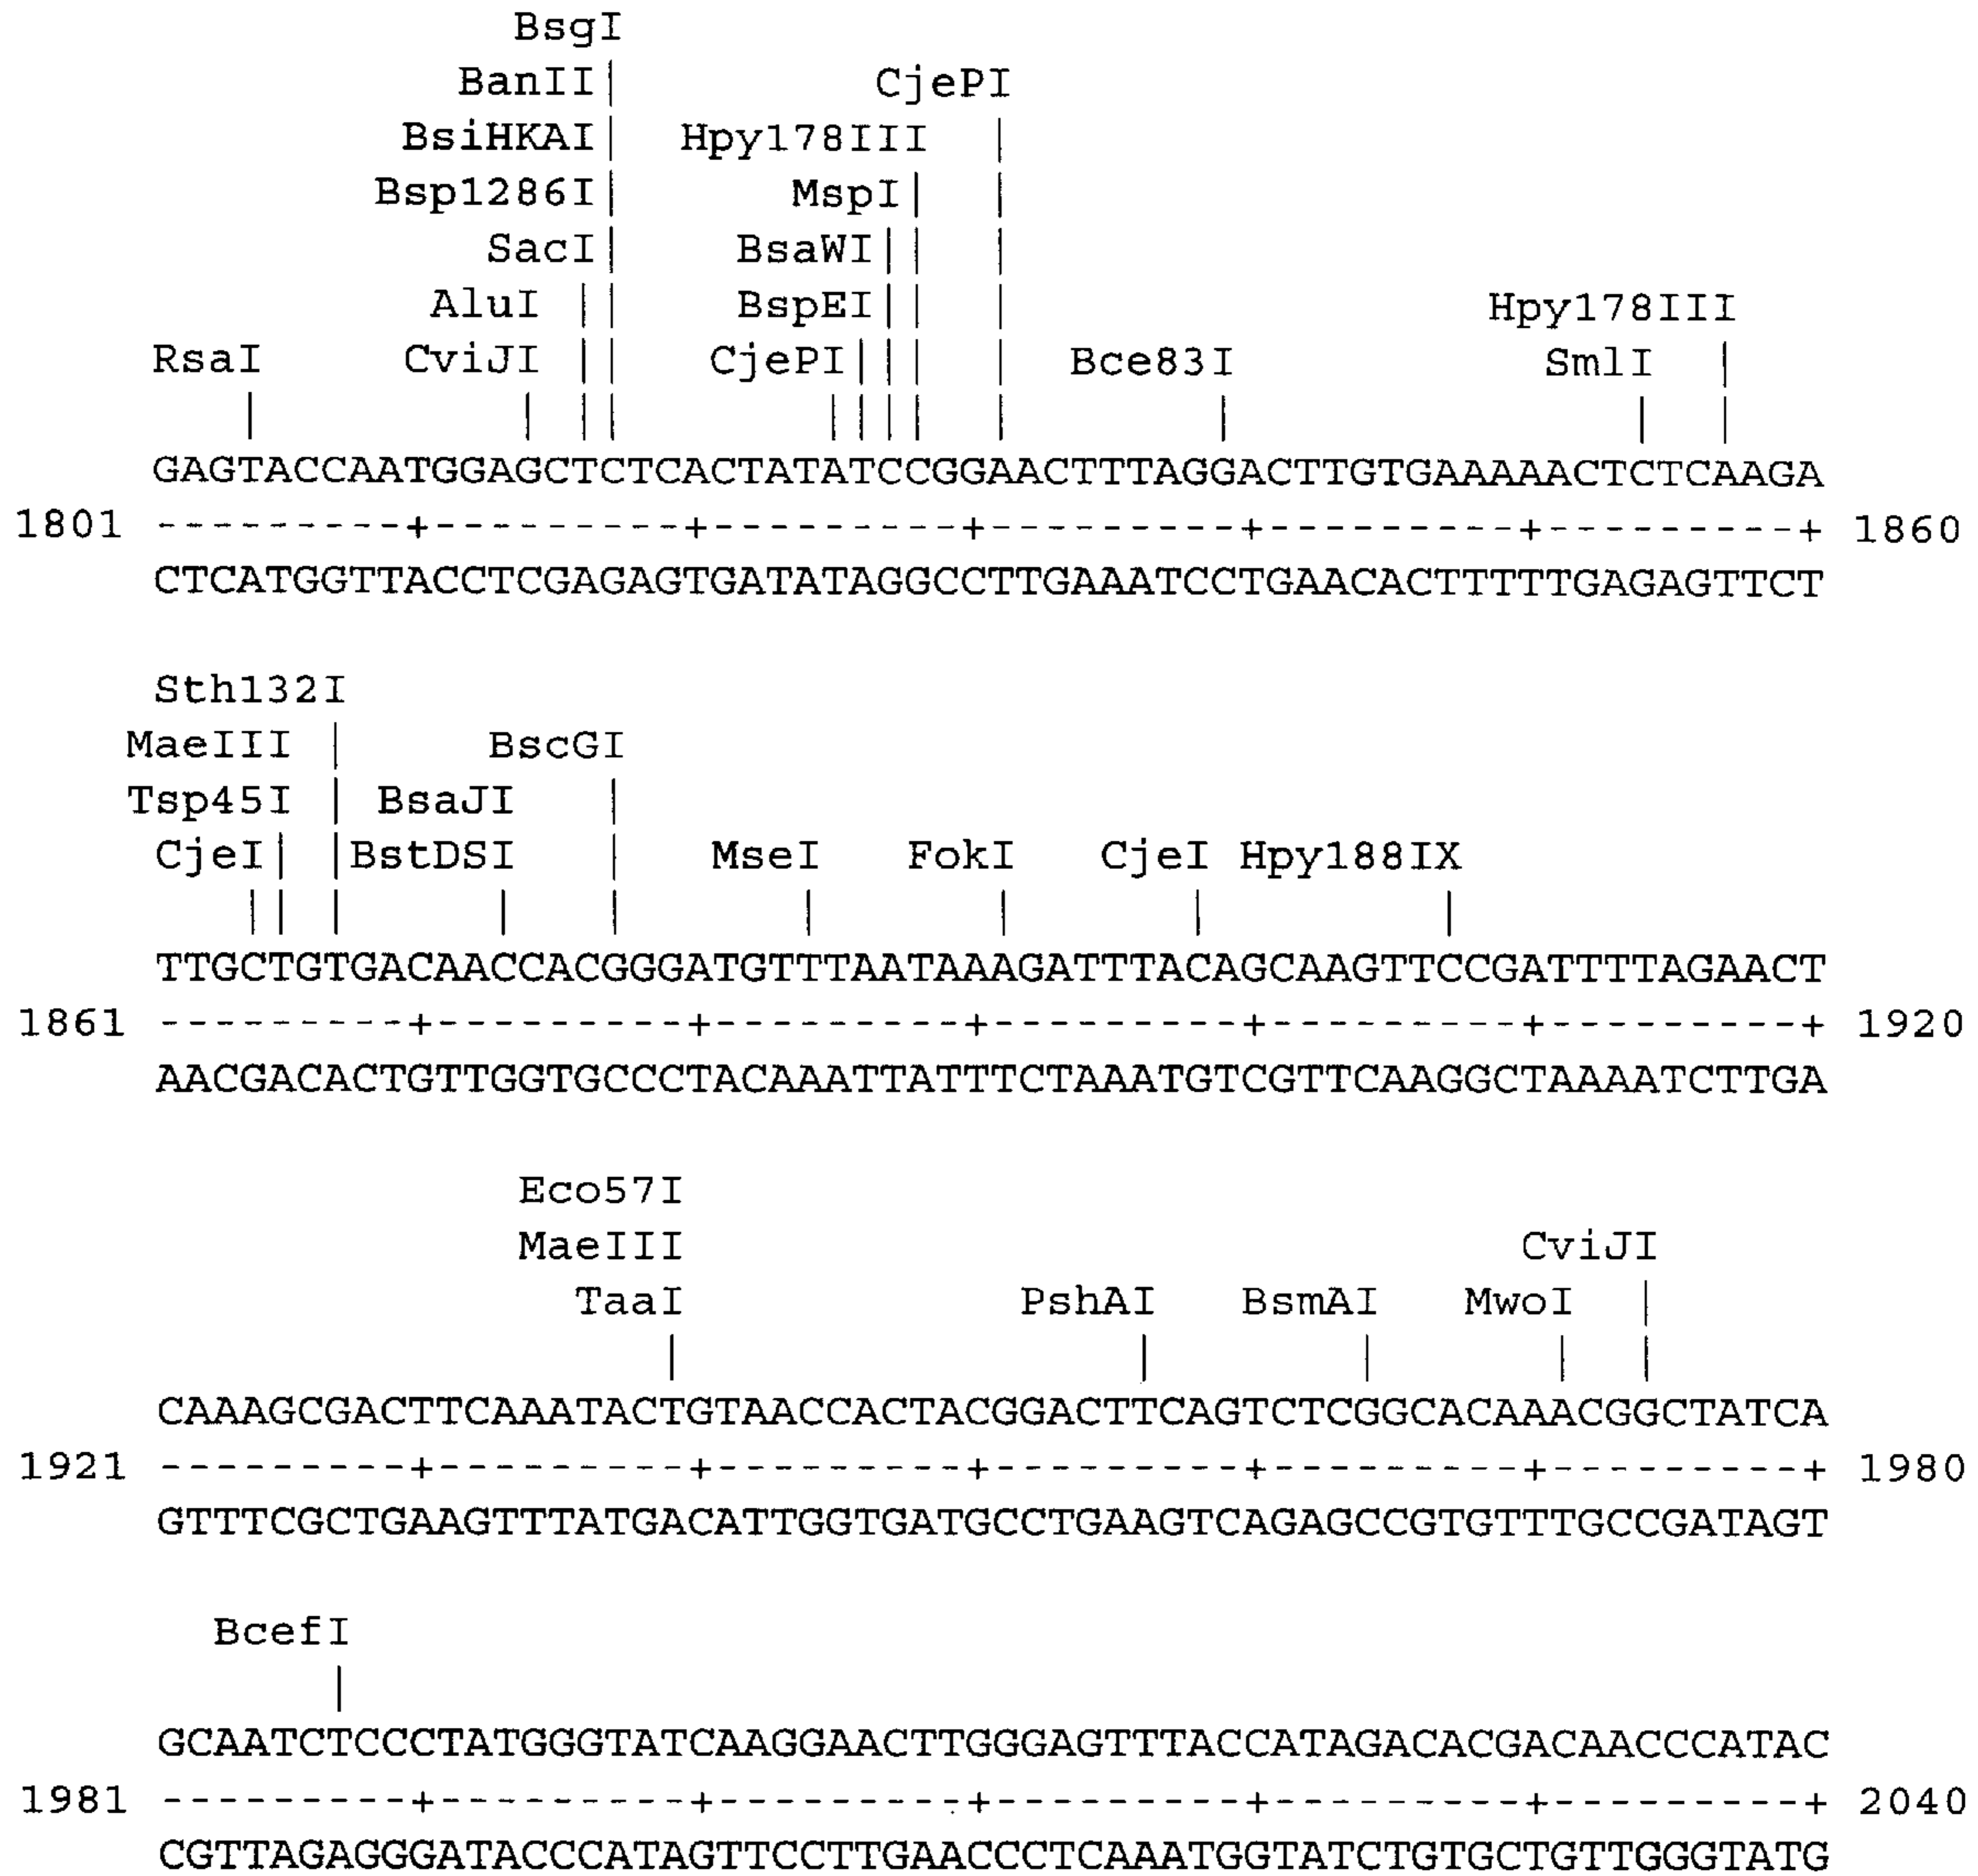 BsgI
BanII
CjePI
BsiHKAI
Hpy178III
Bsp1286I
MspI
SacI
BsaWI
AluI
BspEI
Hpy178III
RsaI
CviJI
CjePI
Bce83I
SmlI
GAGTACCAATGGAGCTCTCACTATATCCGGAACTTTAGGACTTGTGAAAAACTCTCAAGA
1801 ---------+---------+---------+---------+---------+---------+ 1860
CTCATGGTTACCTCGAGAGTGATATAGGCCTTGAAATCCTGAACACTTTTTGAGAGTTCT
Sth132I
MaeIII
BscGI
Tsp45I
BsaJI
CjeI
BstDSI
MseI
FokI
CjeI
Hpy188IX
TTGCTGTGACAACCACGGGATGTTTAATAAAGATTTACAGCAAGTTCCGATTTTAGAACT
1861 ---------+---------+---------+---------+---------+---------+ 1920
AACGACACTGTTGGTGCCCTACAAATTATTTCTAAATGTCGTTCAAGGCTAAAATCTTGA
Eco57I
MaeIII
CviJI
TaaI
PshAI
BsmAI
MwoI
CAAAGCGACTTCAAATACTGTAACCACTACGGACTTCAGTCTCGGCACAAACGGCTATCA
1921 ---------+---------+---------+---------+---------+---------+ 1980
GTTTCGCTGAAGTTTATGACATTGGTGATGCCTGAAGTCAGAGCCGTGTTTGCCGATAGT
BcefI
GCAATCTCCCTATGGGTATCAAGGAACTTGGGAGTTTACCATAGACACGACAACCCATAC
1981 ---------+---------+---------+---------+---------+---------+ 2040
CGTTAGAGGGATACCCATAGTTCCTTGAACCCTCAAATGGTATCTGTGCTGTTGGGTATG